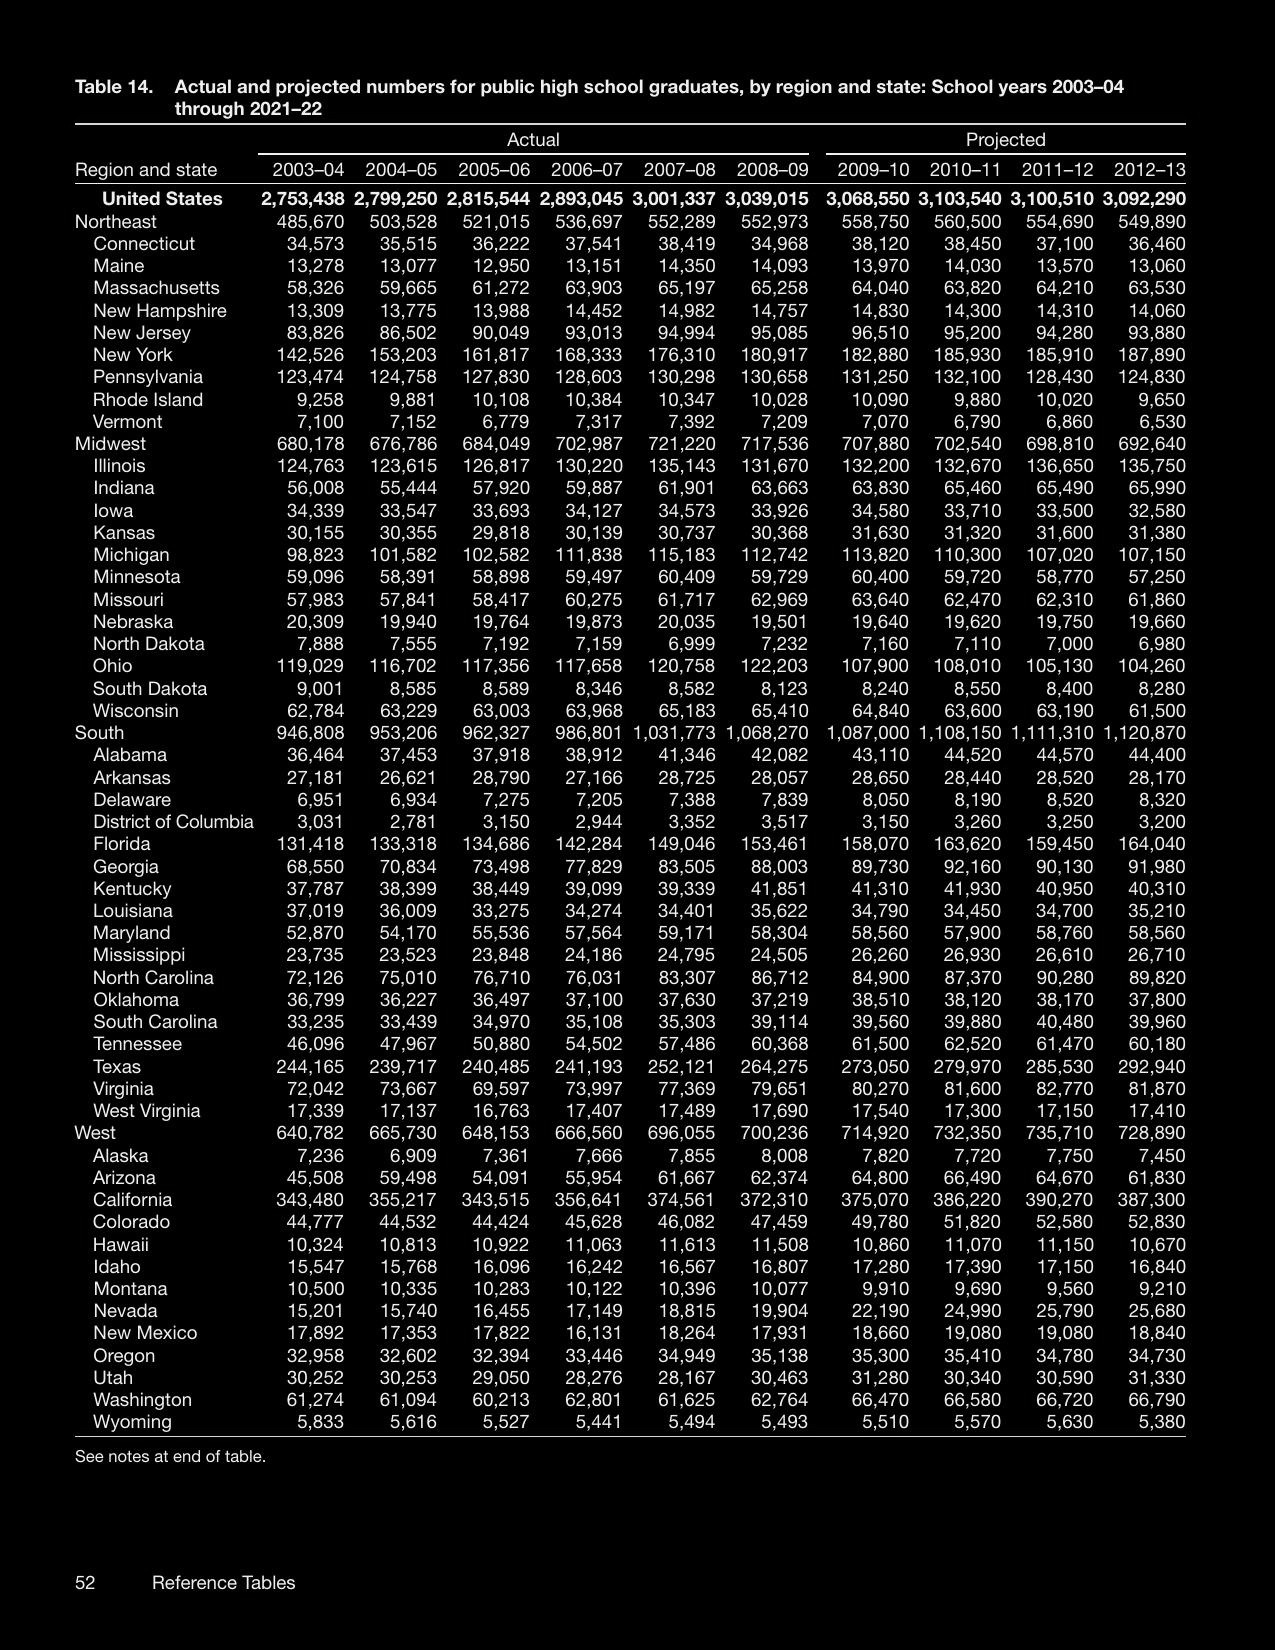 Table 14. Actual and projected numbers for public high school graduates, by region and state: School years 2003–04
through 2021–22
Actual Projected
Region and state 2003–04 2004–05 2005–06 2006–07 2007–08 2008–09 2009–10 2010–11 2011–12 2012–13
United States 2,753,438 2,799,250 2,815,544 2,893,045 3,001,337 3,039,015 3,068,550 3,103,540 3,100,510 3,092,290
Northeast 485,670 503,528 521,015 536,697 552,289 552,973 558,750 560,500 554,690 549,890
Connecticut 34,573 35,515 36,222 37,541 38,419 34,968 38,120 38,450 37,100 36,460
Maine 13,278 13,077 12,950 13,151 14,350 14,093 13,970 14,030 13,570 13,060
Massachusetts 58,326 59,665 61,272 63,903 65,197 65,258 64,040 63,820 64,210 63,530
New Hampshire 13,309 13,775 13,988 14,452 14,982 14,757 14,830 14,300 14,310 14,060
New Jersey 83,826 86,502 90,049 93,013 94,994 95,085 96,510 95,200 94,280 93,880
New York 142,526 153,203 161,817 168,333 176,310 180,917 182,880 185,930 185,910 187,890
Pennsylvania 123,474 124,758 127,830 128,603 130,298 130,658 131,250 132,100 128,430 124,830
Rhode Island 9,258 9,881 10,108 10,384 10,347 10,028 10,090 9,880 10,020 9,650
Vermont 7,100 7,152 6,779 7,317 7,392 7,209 7,070 6,790 6,860 6,530
Midwest 680,178 676,786 684,049 702,987 721,220 717,536 707,880 702,540 698,810 692,640
Illinois 124,763 123,615 126,817 130,220 135,143 131,670 132,200 132,670 136,650 135,750
Indiana 56,008 55,444 57,920 59,887 61,901 63,663 63,830 65,460 65,490 65,990
Iowa 34,339 33,547 33,693 34,127 34,573 33,926 34,580 33,710 33,500 32,580
Kansas 30,155 30,355 29,818 30,139 30,737 30,368 31,630 31,320 31,600 31,380
Michigan 98,823 101,582 102,582 111,838 115,183 112,742 113,820 110,300 107,020 107,150
Minnesota 59,096 58,391 58,898 59,497 60,409 59,729 60,400 59,720 58,770 57,250
Missouri 57,983 57,841 58,417 60,275 61,717 62,969 63,640 62,470 62,310 61,860
Nebraska 20,309 19,940 19,764 19,873 20,035 19,501 19,640 19,620 19,750 19,660
North Dakota 7,888 7,555 7,192 7,159 6,999 7,232 7,160 7,110 7,000 6,980
Ohio 119,029 116,702 117,356 117,658 120,758 122,203 107,900 108,010 105,130 104,260
South Dakota 9,001 8,585 8,589 8,346 8,582 8,123 8,240 8,550 8,400 8,280
Wisconsin 62,784 63,229 63,003 63,968 65,183 65,410 64,840 63,600 63,190 61,500
South 946,808 953,206 962,327 986,801 1,031,773 1,068,270 1,087,000 1,108,150 1,111,310 1,120,870
Alabama 36,464 37,453 37,918 38,912 41,346 42,082 43,110 44,520 44,570 44,400
Arkansas 27,181 26,621 28,790 27,166 28,725 28,057 28,650 28,440 28,520 28,170
Delaware 6,951 6,934 7,275 7,205 7,388 7,839 8,050 8,190 8,520 8,320
District of Columbia 3,031 2,781 3,150 2,944 3,352 3,517 3,150 3,260 3,250 3,200
Florida 131,418 133,318 134,686 142,284 149,046 153,461 158,070 163,620 159,450 164,040
Georgia 68,550 70,834 73,498 77,829 83,505 88,003 89,730 92,160 90,130 91,980
Kentucky 37,787 38,399 38,449 39,099 39,339 41,851 41,310 41,930 40,950 40,310
Louisiana 37,019 36,009 33,275 34,274 34,401 35,622 34,790 34,450 34,700 35,210
Maryland 52,870 54,170 55,536 57,564 59,171 58,304 58,560 57,900 58,760 58,560
Mississippi 23,735 23,523 23,848 24,186 24,795 24,505 26,260 26,930 26,610 26,710
North Carolina 72,126 75,010 76,710 76,031 83,307 86,712 84,900 87,370 90,280 89,820
Oklahoma 36,799 36,227 36,497 37,100 37,630 37,219 38,510 38,120 38,170 37,800
South Carolina 33,235 33,439 34,970 35,108 35,303 39,114 39,560 39,880 40,480 39,960
Tennessee 46,096 47,967 50,880 54,502 57,486 60,368 61,500 62,520 61,470 60,180
Texas 244,165 239,717 240,485 241,193 252,121 264,275 273,050 279,970 285,530 292,940
Virginia 72,042 73,667 69,597 73,997 77,369 79,651 80,270 81,600 82,770 81,870
West Virginia 17,339 17,137 16,763 17,407 17,489 17,690 17,540 17,300 17,150 17,410
West 640,782 665,730 648,153 666,560 696,055 700,236 714,920 732,350 735,710 728,890
Alaska 7,236 6,909 7,361 7,666 7,855 8,008 7,820 7,720 7,750 7,450
Arizona 45,508 59,498 54,091 55,954 61,667 62,374 64,800 66,490 64,670 61,830
California 343,480 355,217 343,515 356,641 374,561 372,310 375,070 386,220 390,270 387,300
Colorado 44,777 44,532 44,424 45,628 46,082 47,459 49,780 51,820 52,580 52,830
Hawaii 10,324 10,813 10,922 11,063 11,613 11,508 10,860 11,070 11,150 10,670
Idaho 15,547 15,768 16,096 16,242 16,567 16,807 17,280 17,390 17,150 16,840
Montana 10,500 10,335 10,283 10,122 10,396 10,077 9,910 9,690 9,560 9,210
Nevada 15,201 15,740 16,455 17,149 18,815 19,904 22,190 24,990 25,790 25,680
New Mexico 17,892 17,353 17,822 16,131 18,264 17,931 18,660 19,080 19,080 18,840
Oregon 32,958 32,602 32,394 33,446 34,949 35,138 35,300 35,410 34,780 34,730
Utah 30,252 30,253 29,050 28,276 28,167 30,463 31,280 30,340 30,590 31,330
Washington 61,274 61,094 60,213 62,801 61,625 62,764 66,470 66,580 66,720 66,790
Wyoming 5,833 5,616 5,527 5,441 5,494 5,493 5,510 5,570 5,630 5,380
See notes at end of table.
52 Reference Tables